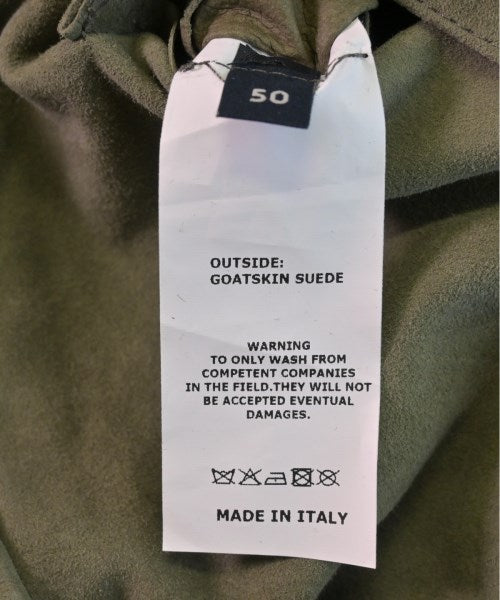 50
OUTSIDE:
GOATSKIN SUEDE
WARNING
TO ONLY WASH FROM
COMPETENT COMPANIES
IN THE FIELD.THEY WILL NOT
BE ACCEPTED EVENTUAL
DAMAGES.
MADE IN ITALY